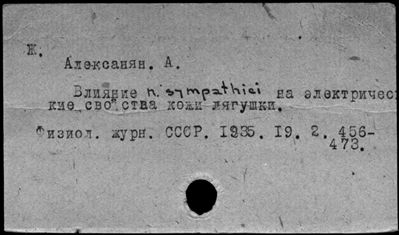 Ж.
Алексанян. А.
Влияние n. sympathici на электричес
кие свойства кожи лягушки.
Физиол. журн. СССР. 1935. 19. 2. 456-
473.